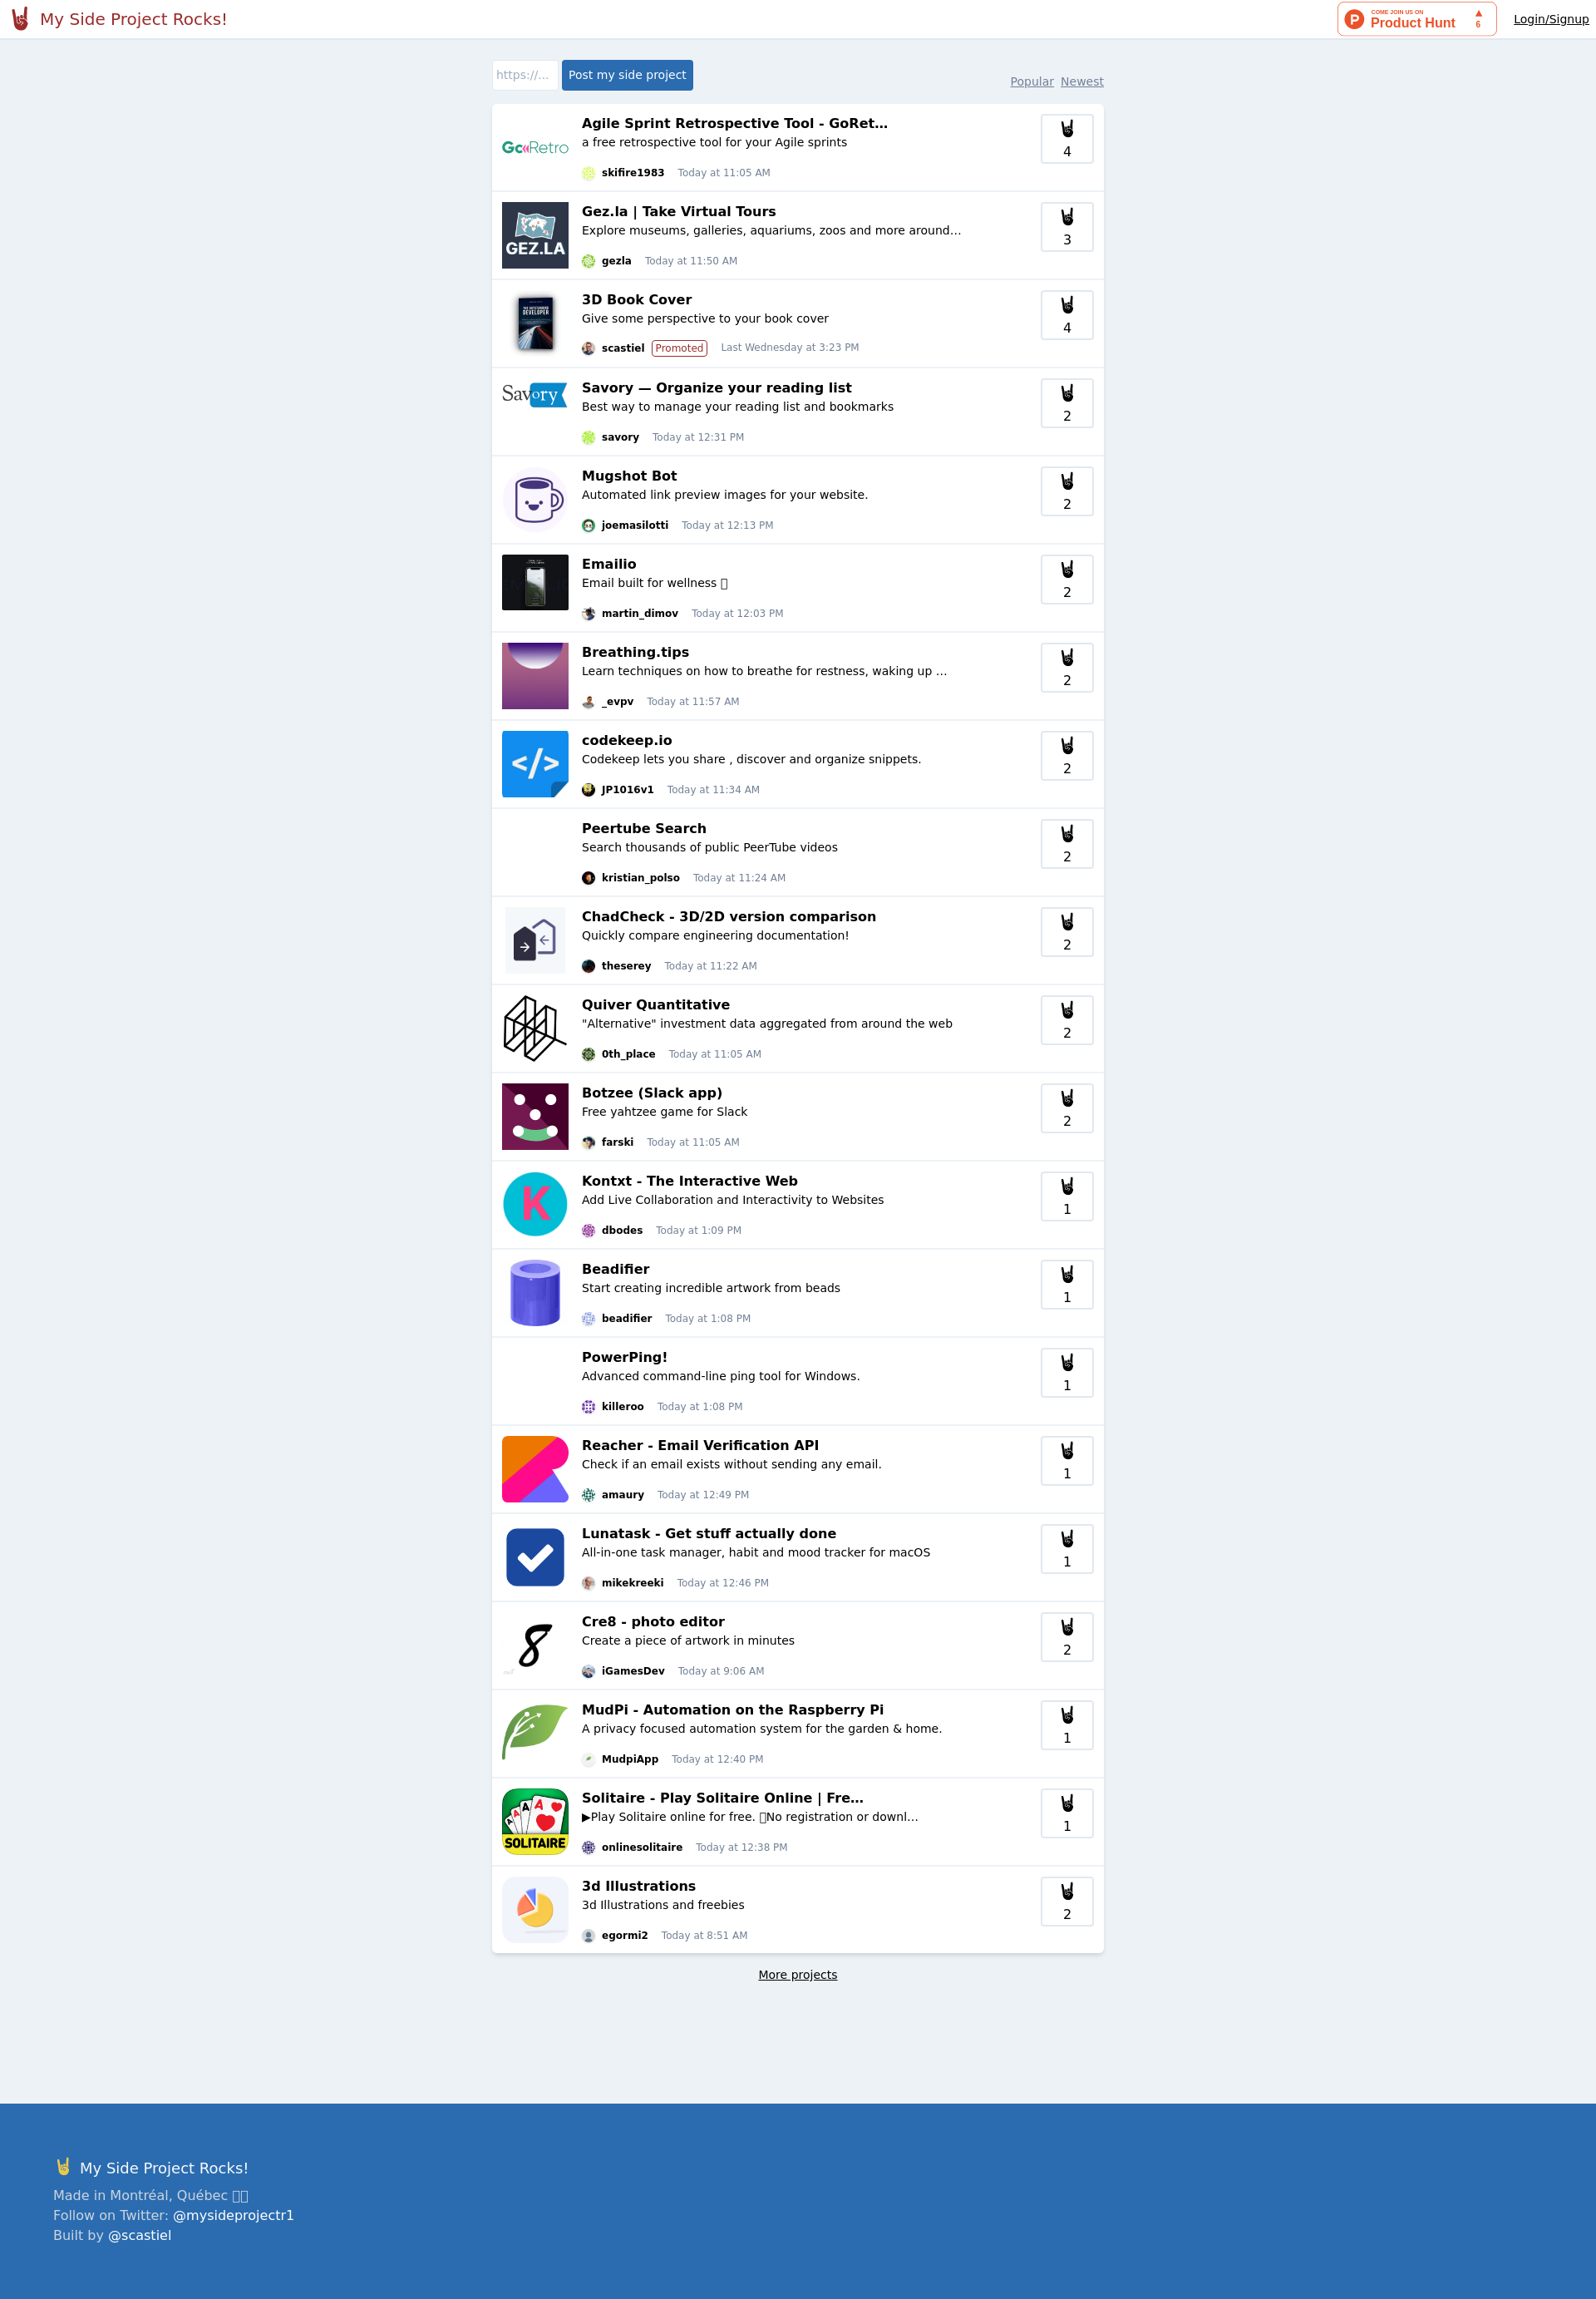 My Side Project Rocks!
COME JOIN US ON
Product Hunt
▲
6
Login/Signup
https://...
Post my side project
Popular Newest
GoRetro
Agile Sprint Retrospective Tool - GoRet…
a free retrospective tool for your Agile sprints
skifire1983 Today at 11:05 AM
4
GEZ.LA
Gez.la | Take Virtual Tours
Explore museums, galleries, aquariums, zoos and more around…
gezla Today at 11:50 AM
3
DEVELOPER
3D Book Cover
Give some perspective to your book cover
scastiel Promoted Last Wednesday at 3:23 PM
4
Savory
Savory — Organize your reading list
Best way to manage your reading list and bookmarks
savory Today at 12:31 PM
2
Mugshot Bot
Automated link preview images for your website.
joemasilotti Today at 12:13 PM
2
Emailio
Email built for wellness
martin_dimov Today at 12:03 PM
2
Breathing.tips
Learn techniques on how to breathe for restness, waking up …
_evpv Today at 11:57 AM
2
</>
codekeep.io
Codekeep lets you share , discover and organize snippets.
JP1016v1 Today at 11:34 AM
2
Peertube Search
Search thousands of public PeerTube videos
kristian_polso Today at 11:24 AM
2
ChadCheck - 3D/2D version comparison
Quickly compare engineering documentation!
theserey Today at 11:22 AM
2
Quiver Quantitative
"Alternative" investment data aggregated from around the web
0th_place Today at 11:05 AM
2
Botzee (Slack app)
Free yahtzee game for Slack
farski Today at 11:05 AM
2
K
Kontxt - The Interactive Web
Add Live Collaboration and Interactivity to Websites
dbodes Today at 1:09 PM
1
Beadifier
Start creating incredible artwork from beads
beadifier Today at 1:08 PM
1
PowerPing!
Advanced command-line ping tool for Windows.
killeroo Today at 1:08 PM
1
Reacher - Email Verification API
Check if an email exists without sending any email.
amaury Today at 12:49 PM
1
Lunatask - Get stuff actually done
All-in-one task manager, habit and mood tracker for macOS
mikekreeki Today at 12:46 PM
1
8
Cre8 - photo editor
Create a piece of artwork in minutes
iGamesDev Today at 9:06 AM
2
MudPi - Automation on the Raspberry Pi
A privacy focused automation system for the garden & home.
MudpiApp Today at 12:40 PM
1
A A A A
SOLITAIRE
Solitaire - Play Solitaire Online | Fre…
▶Play Solitaire online for free. No registration or downl…
onlinesolitaire Today at 12:38 PM
1
3d Illustrations
3d Illustrations and freebies
egormi2 Today at 8:51 AM
2
More projects
My Side Project Rocks!
Made in Montréal, Québec
Follow on Twitter: @mysideprojectr1
Built by @scastiel